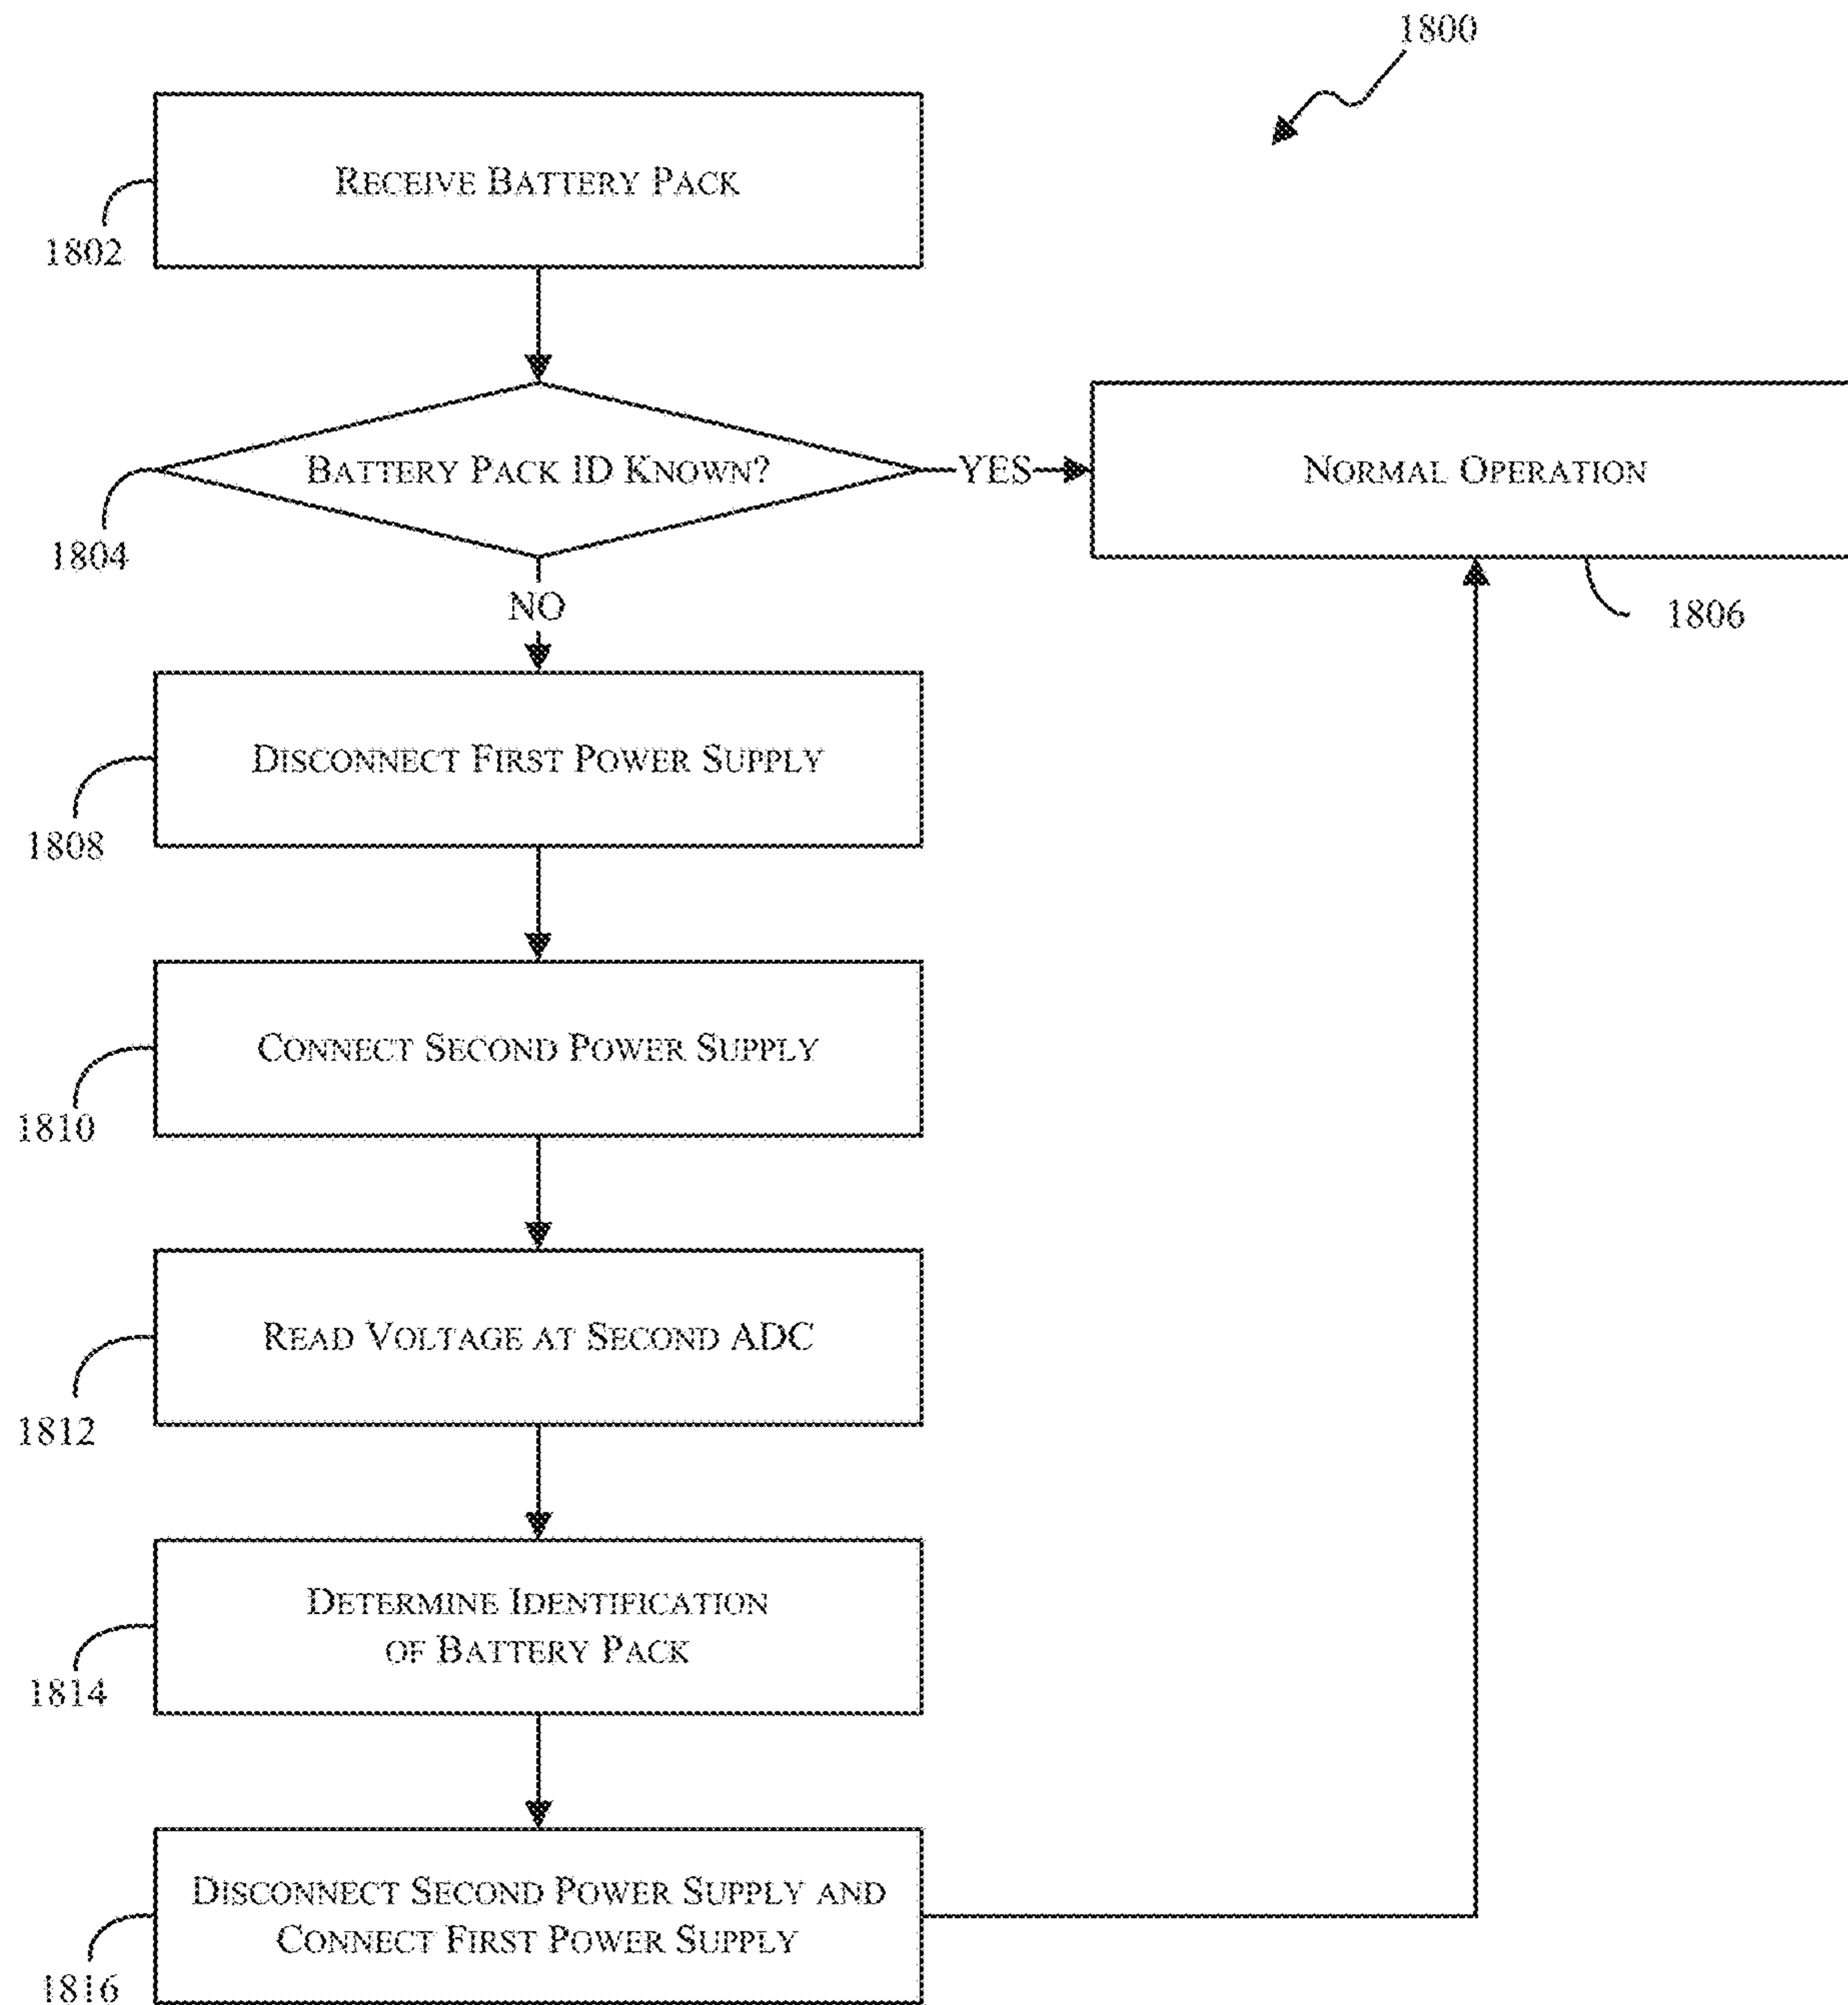 1800
RECEIVE BATTERY PACK
1802
BATTERY PACK ID KNOWN?
YES
NORMAL OPERATION
1804
NO
1806
DISCONNECT FIRST POWER SUPPLY
1808
CONNECT SECOND POWER SUPPLY
1810
READ VOLTAGE AT SECOND ADC
1812
DETERMINE IDENTIFICATION
OF BATTERY PACK
1814
DISCONNECT SECOND POWER SUPPLY AND
CONNECT FIRST POWER SUPPLY
1816